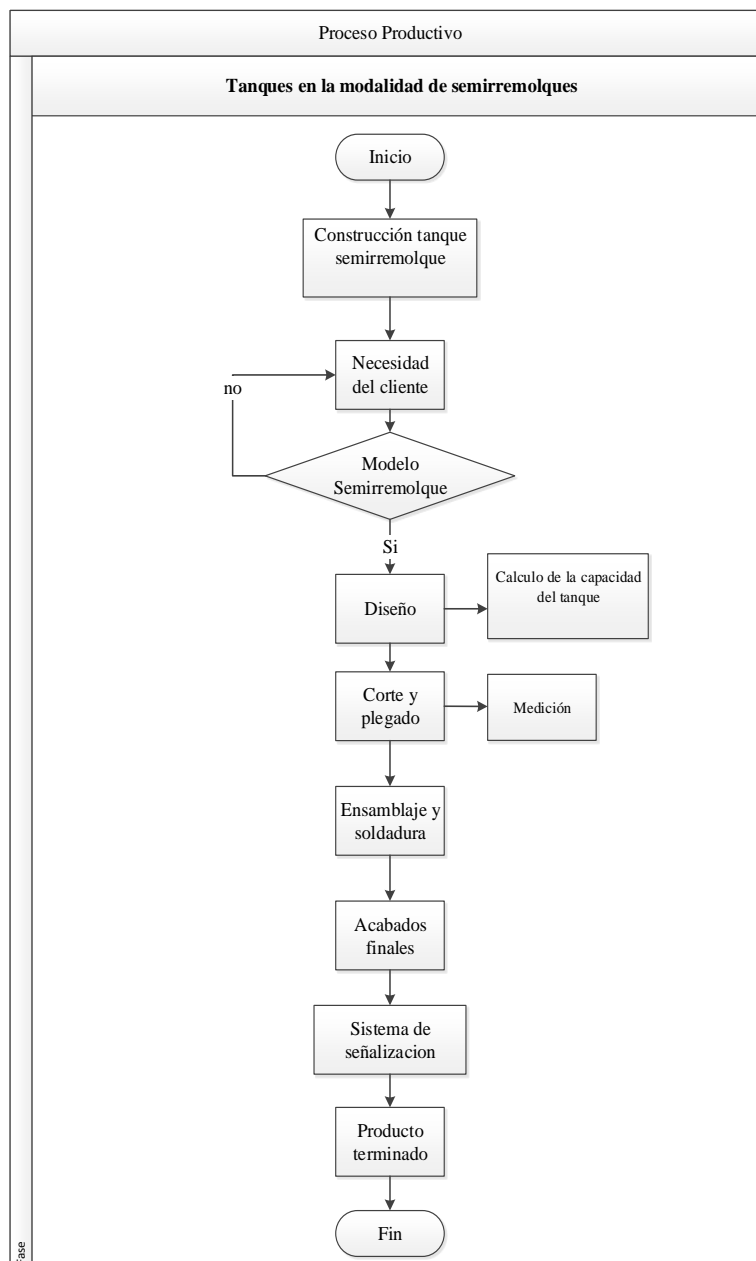 Proceso Productivo
Tanques en la modalidad de semirremolques
Inicio
Construcción tanque
semirremolque
Necesidad
del cliente
no
Modelo
Semirremolque
Si
Diseño
Calculo de la capacidad
del tanque
Corte y
plegado
Medición
Ensamblaje y
soldadura
Acabados
finales
Sistema de
señalizacion
Producto
terminado
Fin
Fase